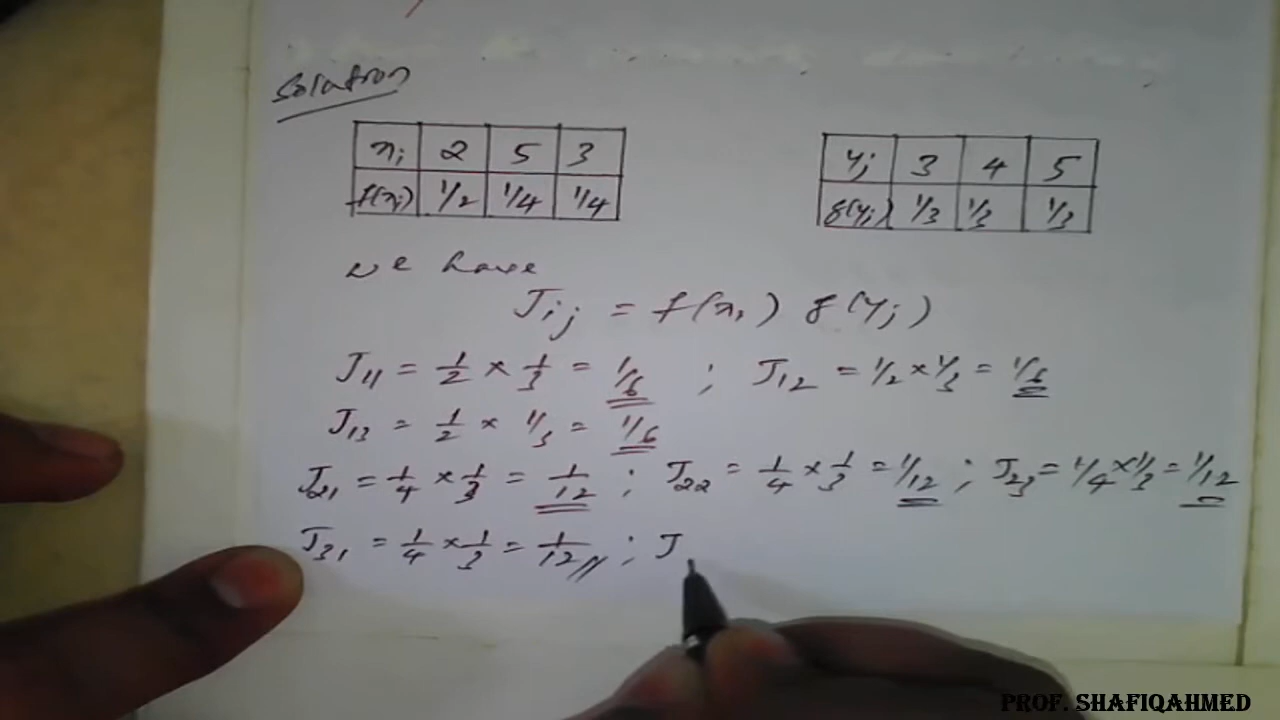 Solution
xi 2 5 3
f(xi) 1/2 1/4 1/4
yj 3 4 5
g(yj) 1/3 1/3 1/3
we have
Jij = f(xi) g(yj)
J11 = 1/2 × 1/3 = 1/6 ; J12 = 1/2 × 1/3 = 1/6
J13 = 1/2 × 1/3 = 1/6
J21 = 1/4 × 1/3 = 1/12 ; J22 = 1/4 × 1/3 = 1/12 ; J23 = 1/4 × 1/3 = 1/12
J31 = 1/4 × 1/3 = 1/12 ; J
PROF. SHAFIQAHMED